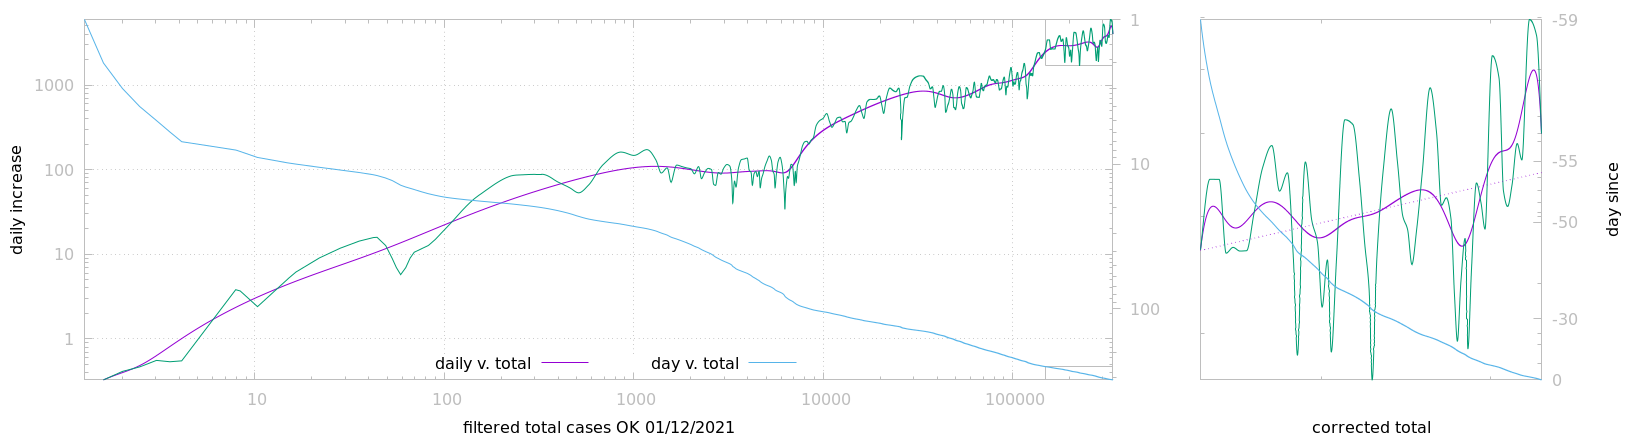 daily increase
1000
100
10
1
10
100
1000
10000
100000
filtered total cases OK 01/12/2021
daily v. total
day v. total
1
10
100
-59
-55
-50
-30
0
day since
corrected total